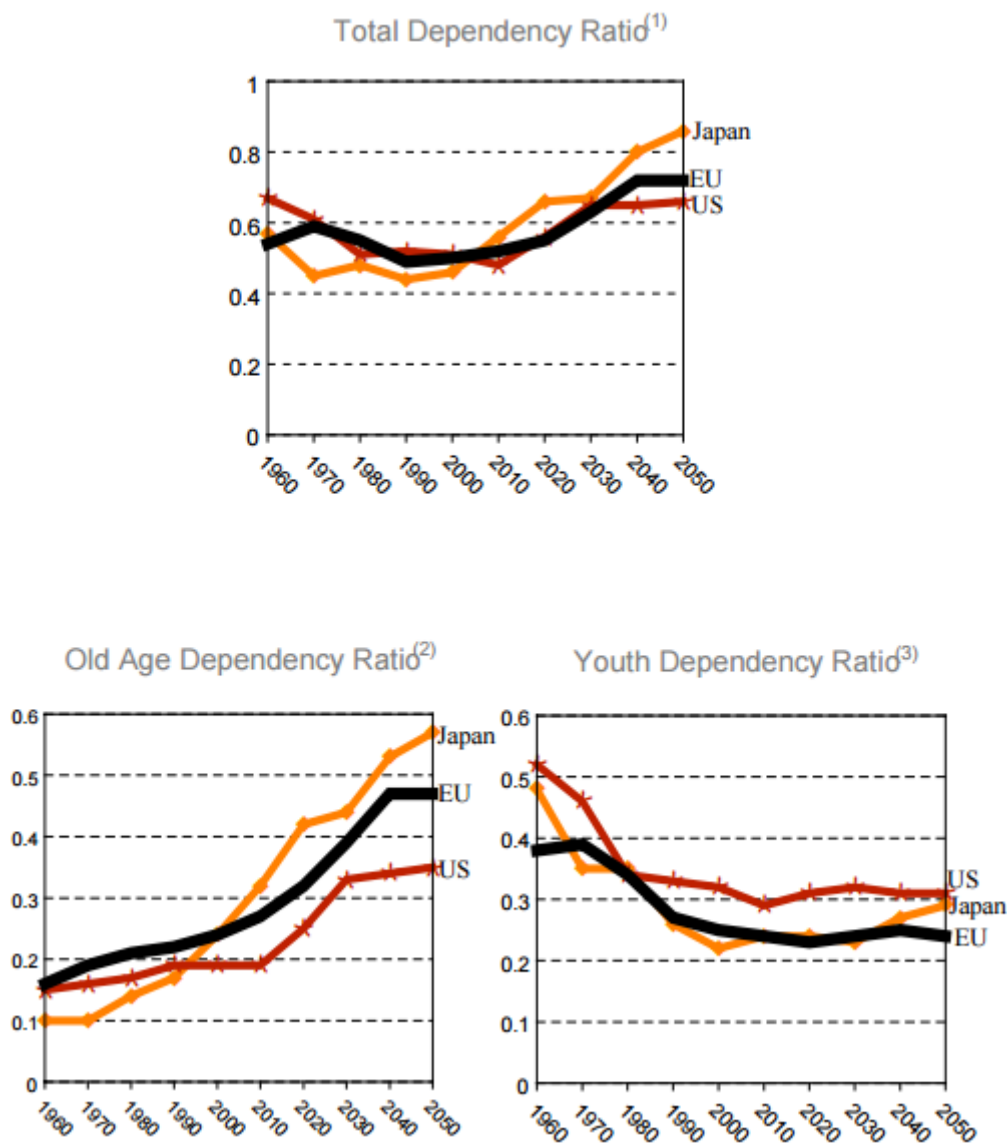 Total Dependency Ratio(1)
1
0.8
0.6
0.4
0.2
0
Japan
EU
US
1960 1970 1980 1990 2000 2010 2020 2030 2040 2050
Old Age Dependency Ratio(2)
0.6
0.5
0.4
0.3
0.2
0.1
0
Japan
EU
US
1960 1970 1980 1990 2000 2010 2020 2030 2040 2050
Youth Dependency Ratio(3)
0.6
0.5
0.4
0.3
0.2
0.1
0
US
Japan
EU
1960 1970 1980 1990 2000 2010 2020 2030 2040 2050